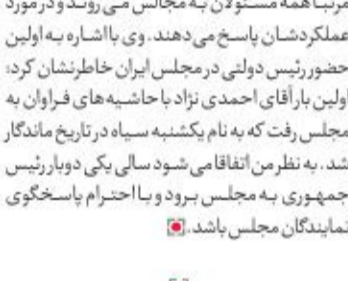 مرتبا همه مسئولان به مجالس می روند و در مورد
عملکردشان پاسخ می دهند. وی با اشاره به اولین
حضور رئیس دولتی در مجلس ایران خاطرنشان کرد:
اولین بار آقای احمدی نژاد با حاشیه های فراوان به
مجلس رفت که به نام یکشنبه سیاه در تاریخ ماندگار
شد. به نظر من اتفاقا می شود سالی یکی دوبار رئیس
جمهوری به مجلس برود و با احترام پاسخگوی
نمایندگان مجلس باشد.